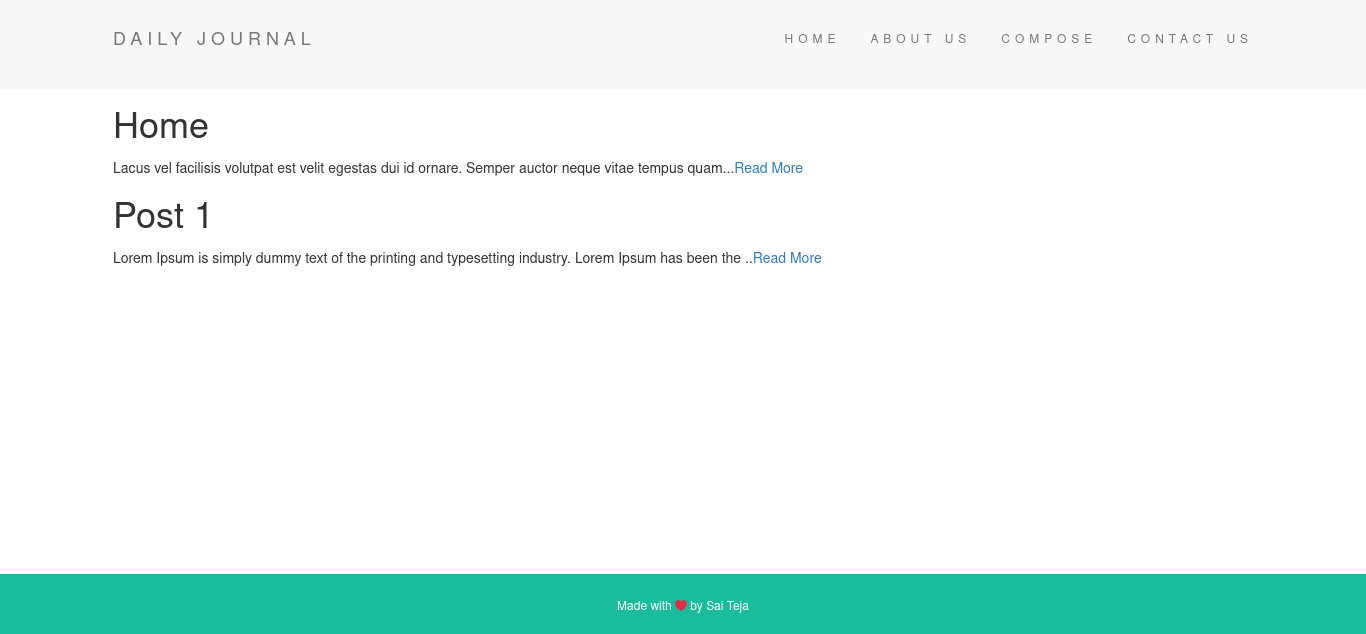 DAILY JOURNAL
HOME ABOUT US COMPOSE CONTACT US
Home
Lacus vel facilisis volutpat est velit egestas dui id ornare. Semper auctor neque vitae tempus quam...Read More
Post 1
Lorem Ipsum is simply dummy text of the printing and typesetting industry. Lorem Ipsum has been the ..Read More
Made with ❤ by Sai Teja